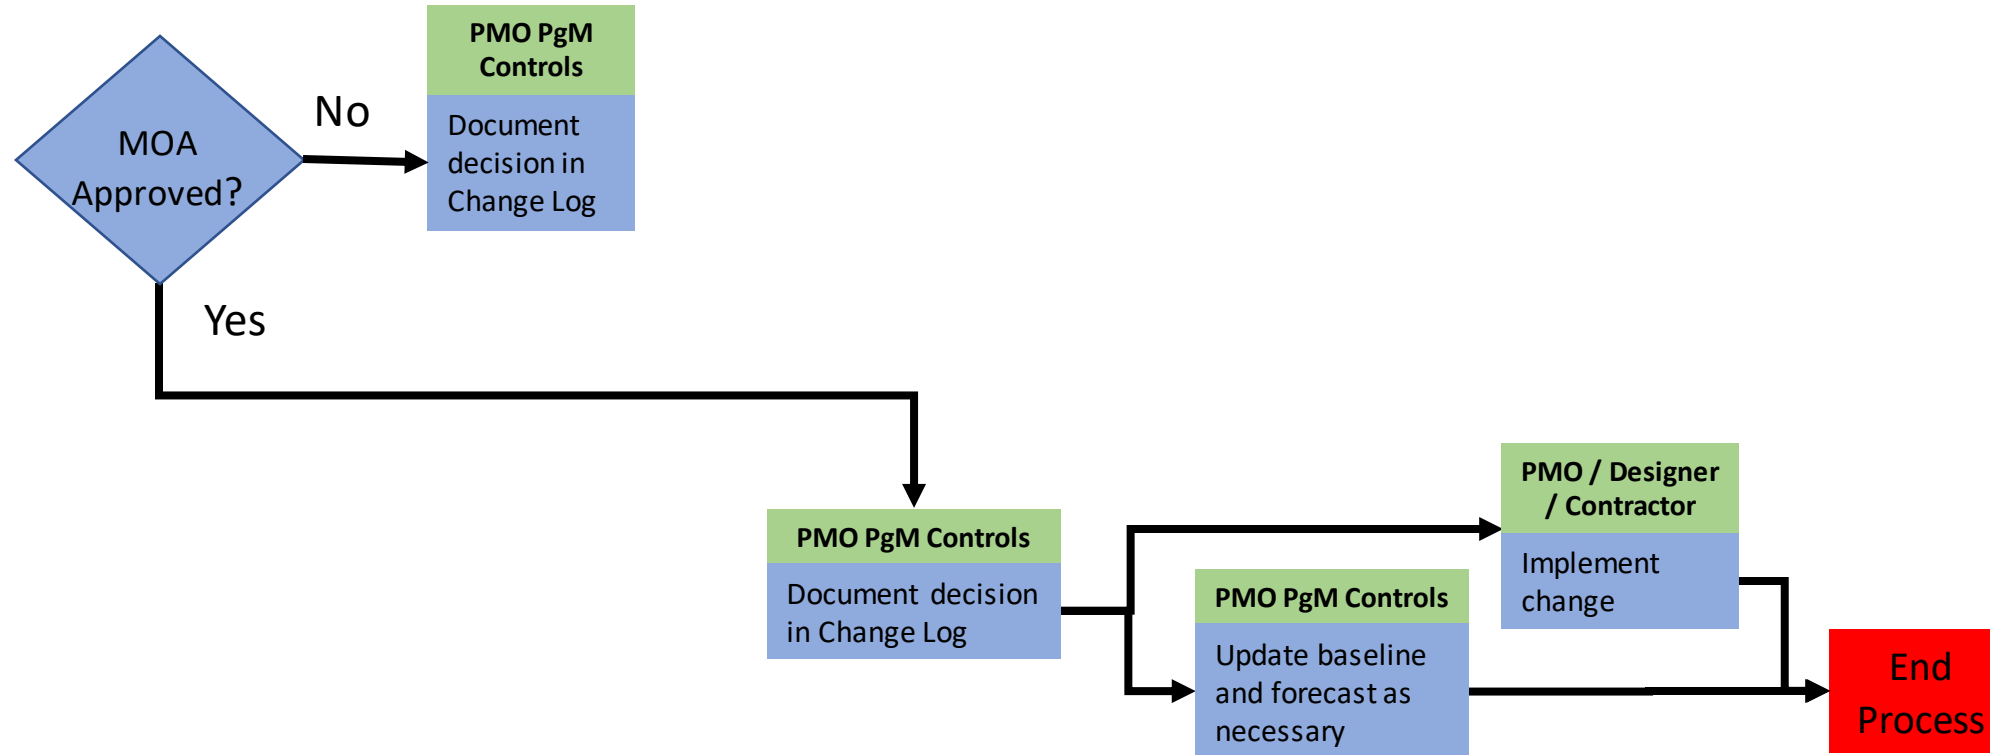 PMO PgM
Controls
Document
decision in
Change Log
No
MOA
Approved?
Yes
PMO PgM Controls
Document decision
in Change Log
PMO / Designer
/ Contractor
Implement
change
PMO PgM Controls
Update baseline
and forecast as
necessary
End
Process